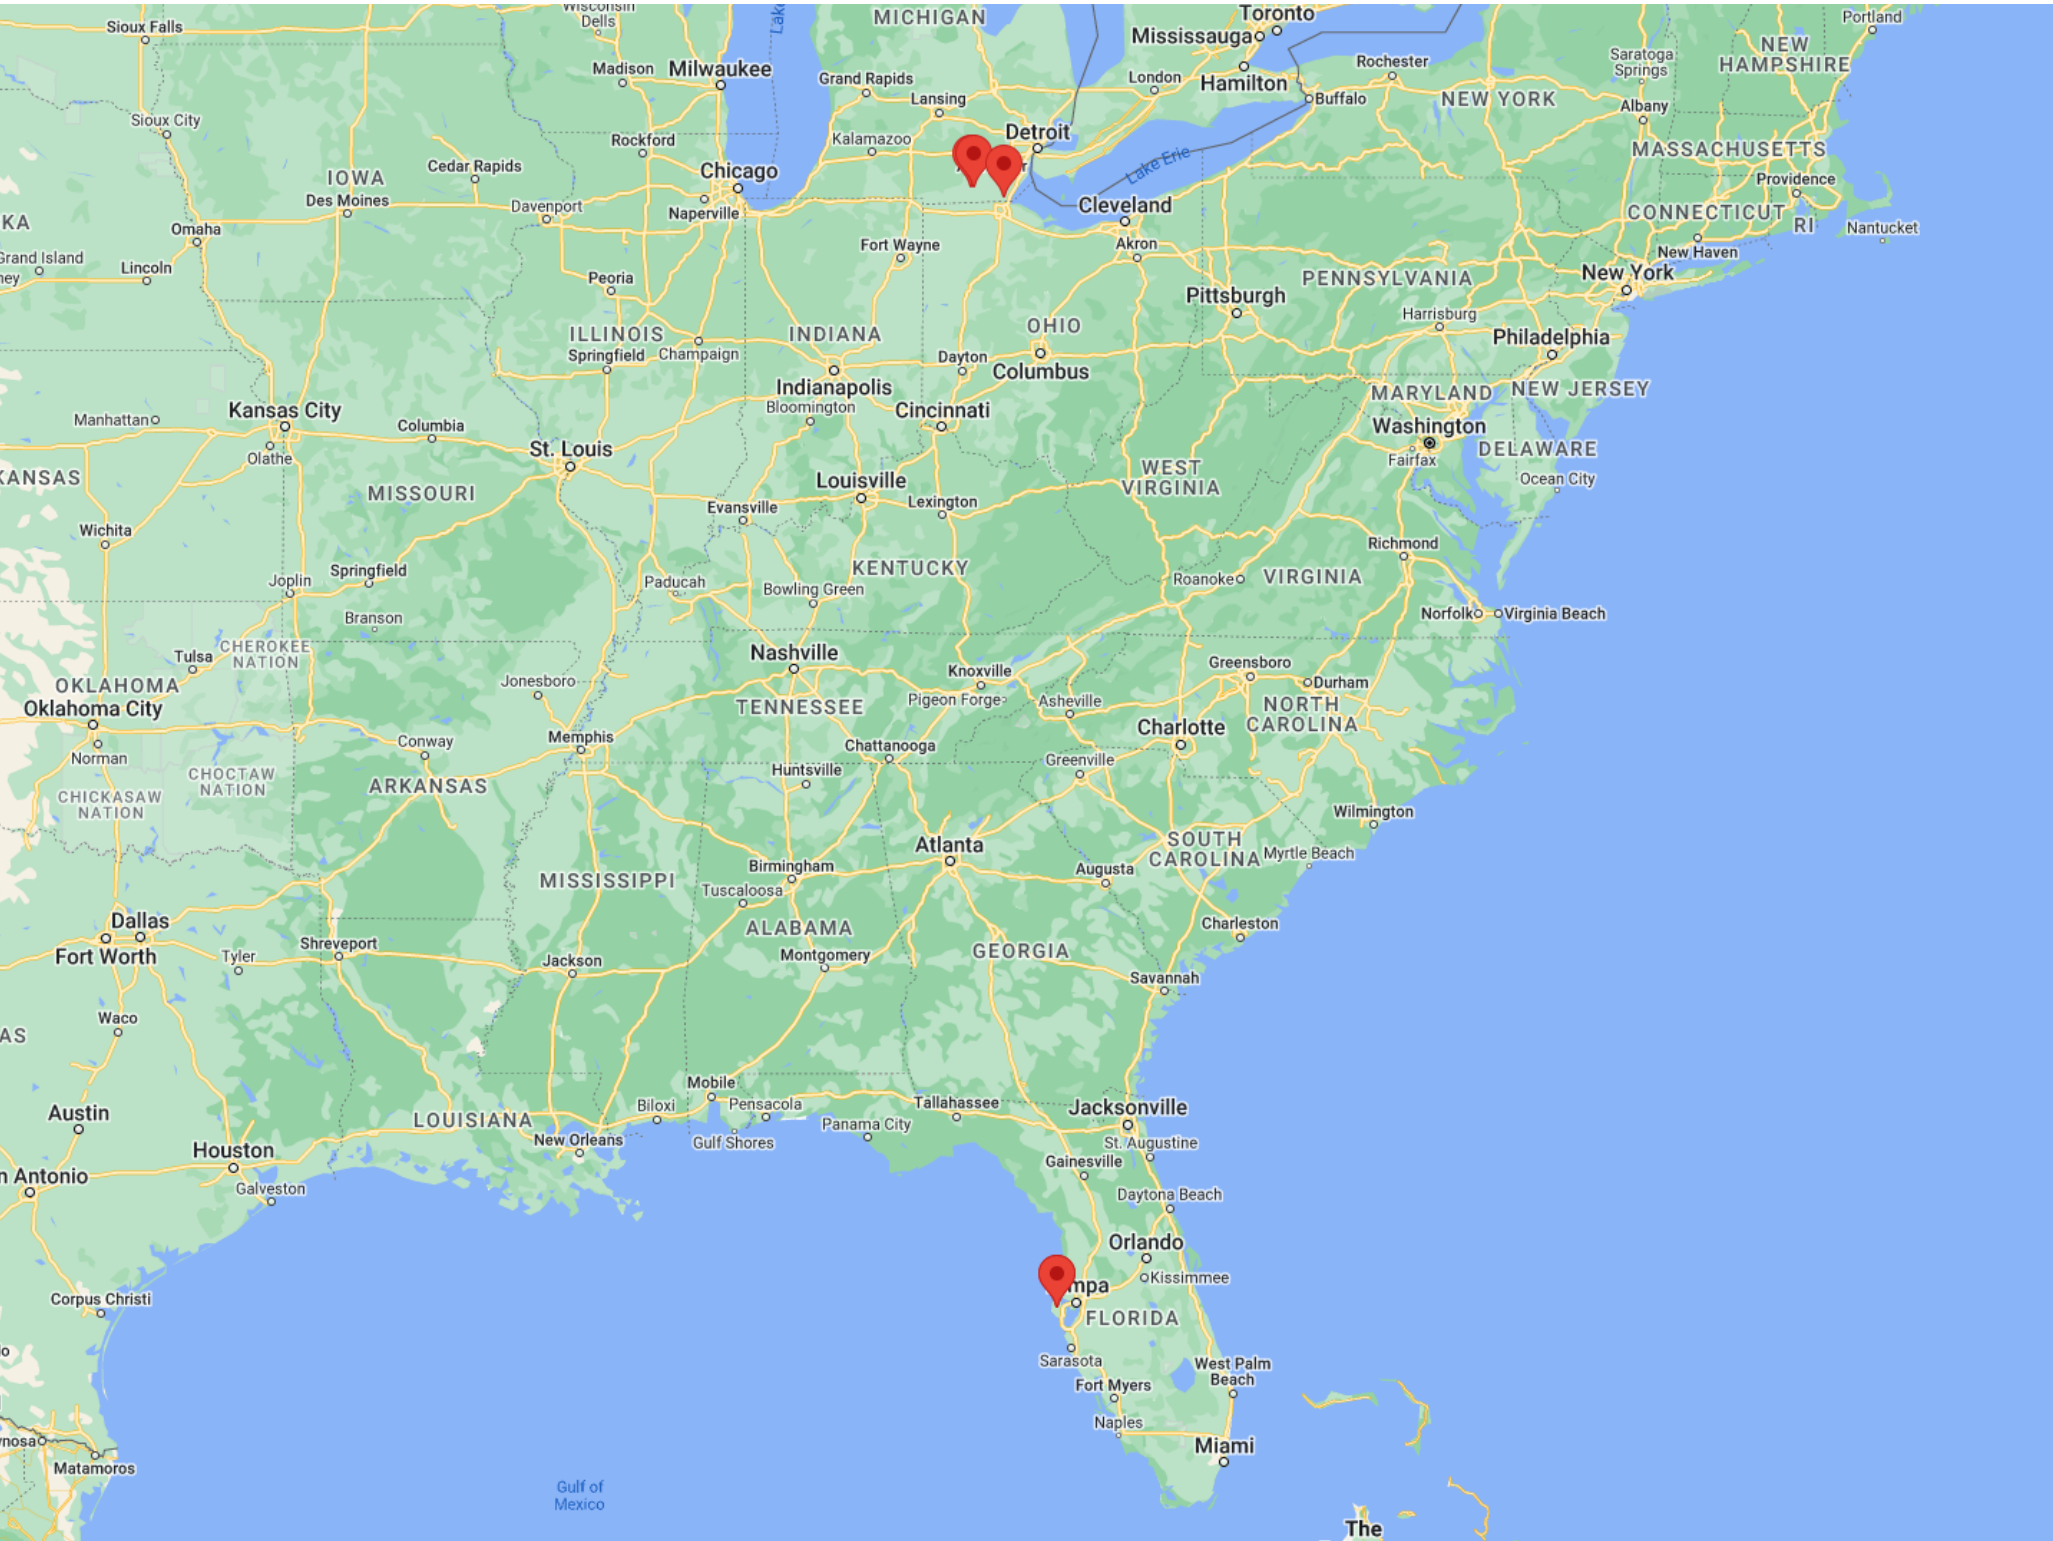 Wisconsin
Dells
MICHIGAN
Toronto
Portland
Sioux Falls
Mississauga
NEW
HAMPSHIRE
Madison
Milwaukee
Grand Rapids
London
Hamilton
Rochester
Saratoga
Springs
Lansing
Buffalo
NEW YORK
Albany
Sioux City
Rockford
Kalamazoo
Detroit
MASSACHUSETTS
Cedar Rapids
Chicago
Lake Erie
IOWA
Providence
Des Moines
Davenport
Naperville
Cleveland
CONNECTICUT
RI
Nantucket
KA
Omaha
Fort Wayne
Akron
New Haven
Grand Island
Lincoln
Peoria
PENNSYLVANIA
New York
Pittsburgh
Harrisburg
ILLINOIS
INDIANA
OHIO
Philadelphia
Springfield
Champaign
Dayton
Columbus
Indianapolis
MARYLAND
NEW JERSEY
Manhattan
Kansas City
Columbia
Bloomington
Cincinnati
Washington
Olathe
St. Louis
Fairfax
DELAWARE
KANSAS
MISSOURI
Louisville
WEST
VIRGINIA
Ocean City
Wichita
Evansville
Lexington
Richmond
Joplin
Springfield
Paducah
KENTUCKY
Bowling Green
Roanoke
VIRGINIA
Branson
Norfolk
Virginia Beach
CHEROKEE
NATION
Tulsa
Nashville
Knoxville
Greensboro
Durham
OKLAHOMA
Jonesboro
TENNESSEE
Pigeon Forge
Asheville
NORTH
CAROLINA
Oklahoma City
Charlotte
Norman
Conway
Memphis
Chattanooga
Greenville
CHOCTAW
NATION
ARKANSAS
Huntsville
CHICKASAW
NATION
Wilmington
Atlanta
SOUTH
CAROLINA
Myrtle Beach
MISSISSIPPI
Birmingham
Augusta
Tuscaloosa
Dallas
Fort Worth
ALABAMA
Charleston
Shreveport
Tyler
Jackson
Montgomery
GEORGIA
Savannah
Waco
AS
Mobile
Austin
LOUISIANA
Biloxi
Pensacola
Tallahassee
Jacksonville
Houston
New Orleans
Gulf Shores
Panama City
St. Augustine
n Antonio
Galveston
Gainesville
Daytona Beach
Orlando
Kissimmee
mpa
Corpus Christi
FLORIDA
Sarasota
West Palm
Beach
Fort Myers
Naples
Miami
Matamoros
Gulf of
Mexico
The